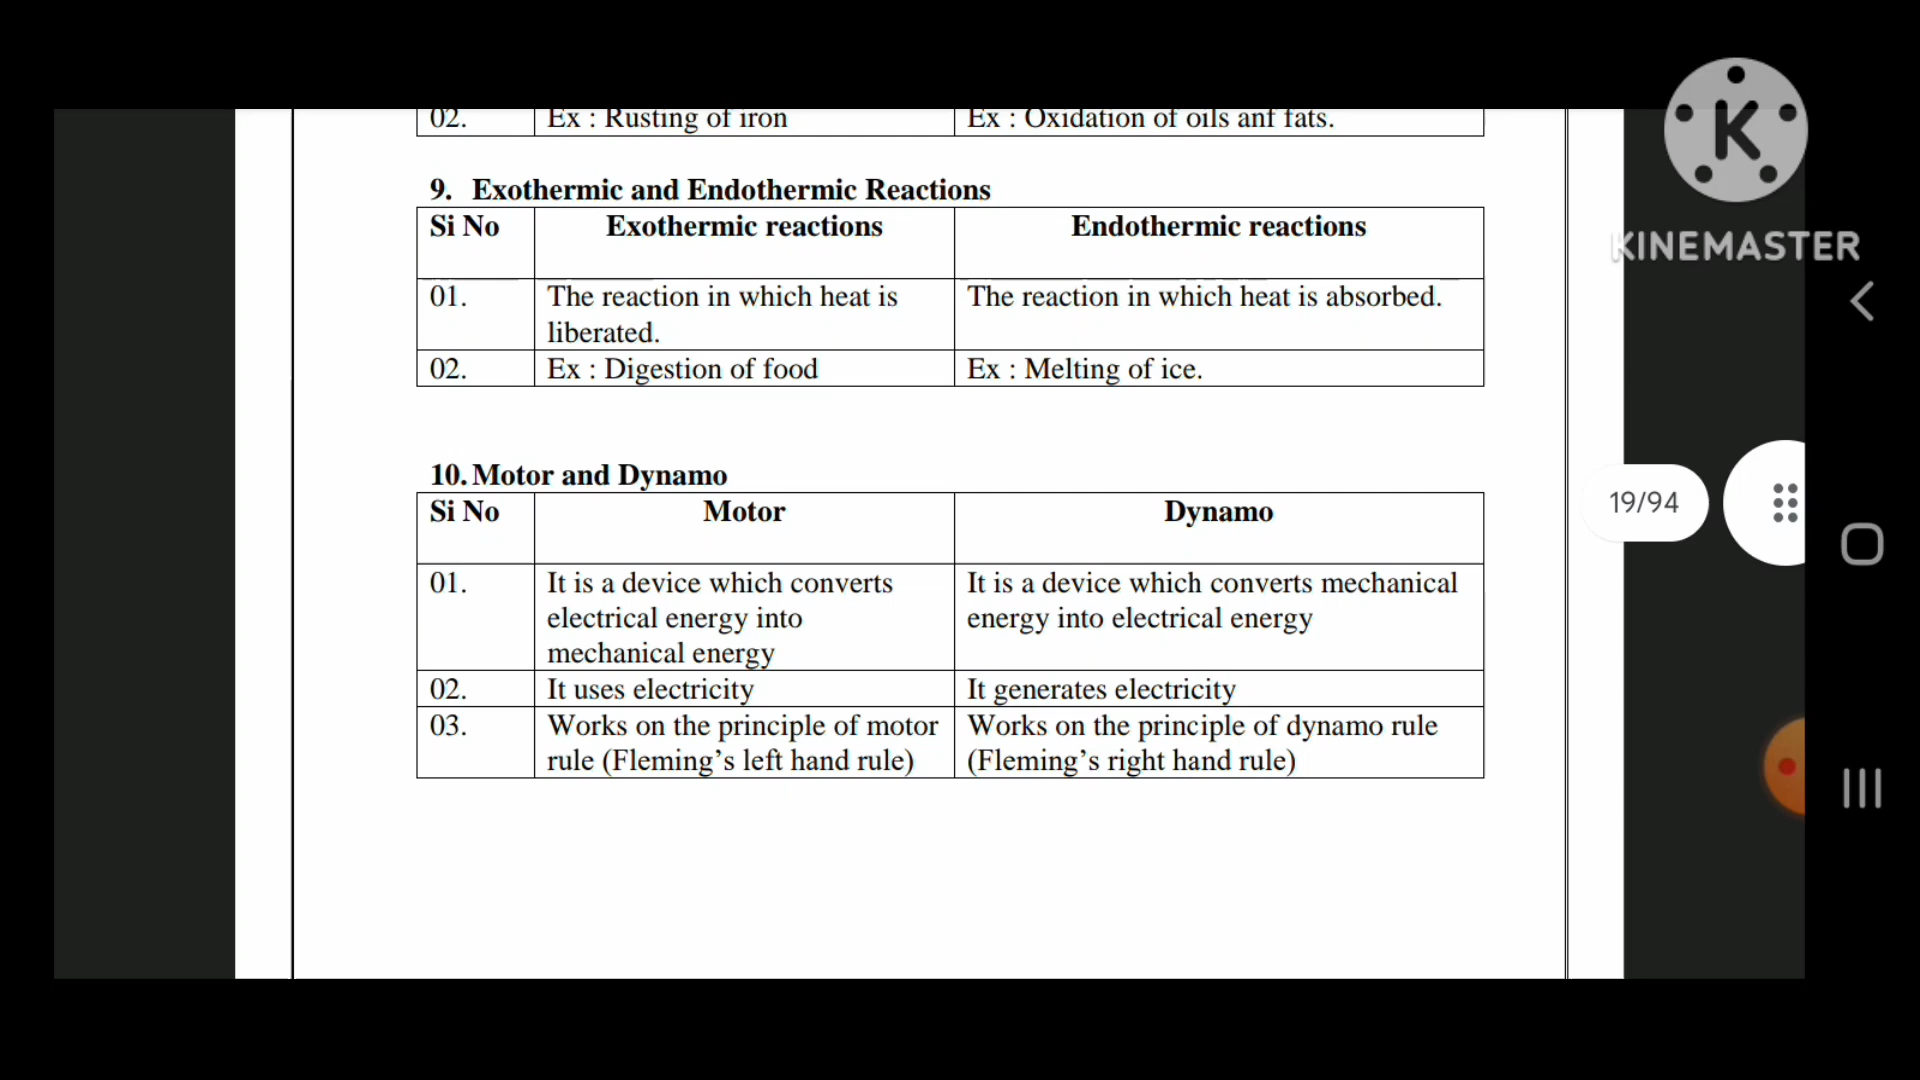 02. Ex : Rusting of iron Ex : Oxidation of oils anf fats.
9. Exothermic and Endothermic Reactions
Si No Exothermic reactions Endothermic reactions
01. The reaction in which heat is The reaction in which heat is absorbed.
liberated.
02. Ex : Digestion of food Ex : Melting of ice.
10. Motor and Dynamo
Si No Motor Dynamo
01. It is a device which converts It is a device which converts mechanical
electrical energy into energy into electrical energy
mechanical energy
02. It uses electricity It generates electricity
03. Works on the principle of motor Works on the principle of dynamo rule
rule (Fleming’s left hand rule) (Fleming’s right hand rule)
K
KINEMASTER
19/94